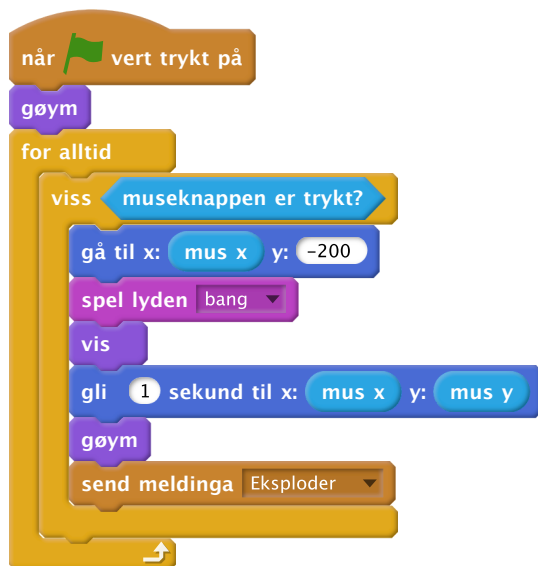 når vert trykt på
gøym
for alltid
viss museknappen er trykt?
gå til x: mus x y: -200
spel lyden bang
vis
gli 1 sekund til x: mus x y: mus y
gøym
send meldinga Eksploder